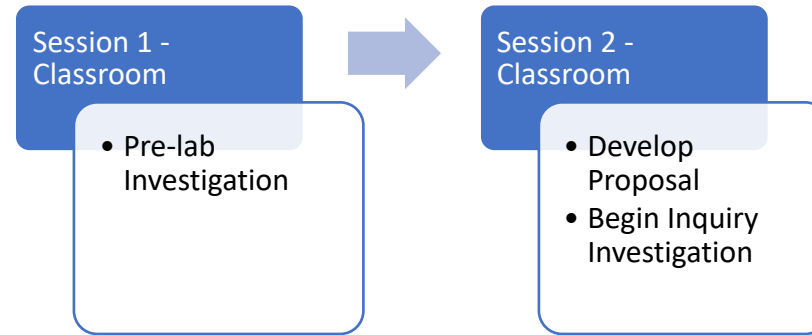 Session 1 -
Classroom
• Pre-lab
Investigation
Session 2 -
Classroom
• Develop
Proposal
• Begin Inquiry
Investigation